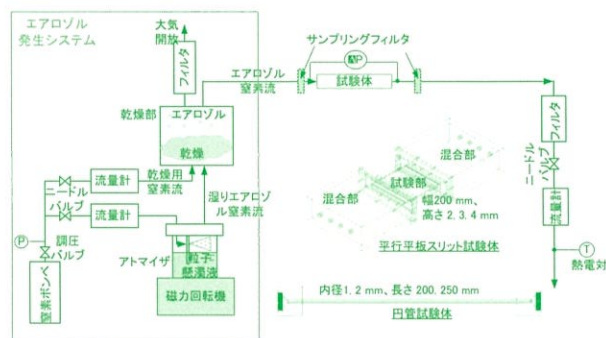 エアロゾル
発生システム
大気
開放
フィルタ
乾燥部
エアロゾル
乾燥
エアロゾル
窒素流
サンプリングフィルタ
ΔP
試験体
フィルタ
ニードル
バルブ
流量計
T
熱電対
流量計
乾燥用
窒素流
ニードル
バルブ
流量計
湿りエアロ
ゾル窒素流
P
調圧
バルブ
窒素ボンベ
アトマイザ
粒子
懸濁液
磁力回転機
混合部
試験部
混合部
幅200 mm、
高さ2、3、4 mm
平行平板スリット試験体
内径1、2 mm、長さ200、250 mm
円管試験体